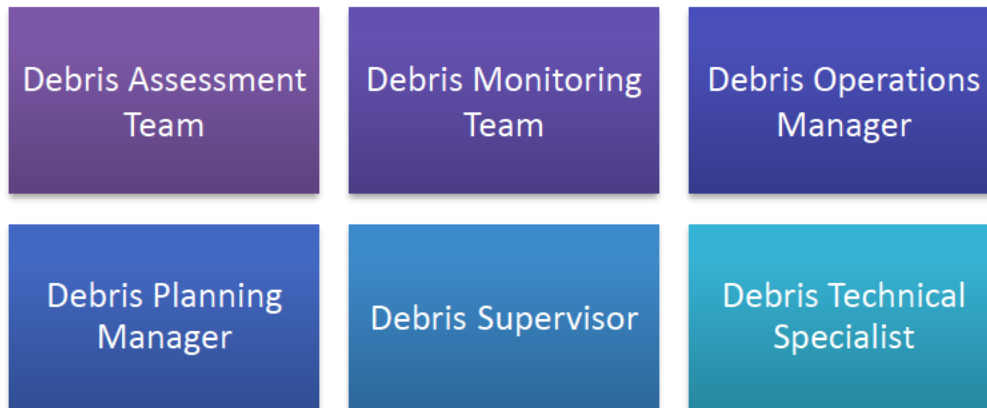 Debris Assessment
Team
Debris Monitoring
Team
Debris Operations
Manager
Debris Planning
Manager
Debris Supervisor
Debris Technical
Specialist